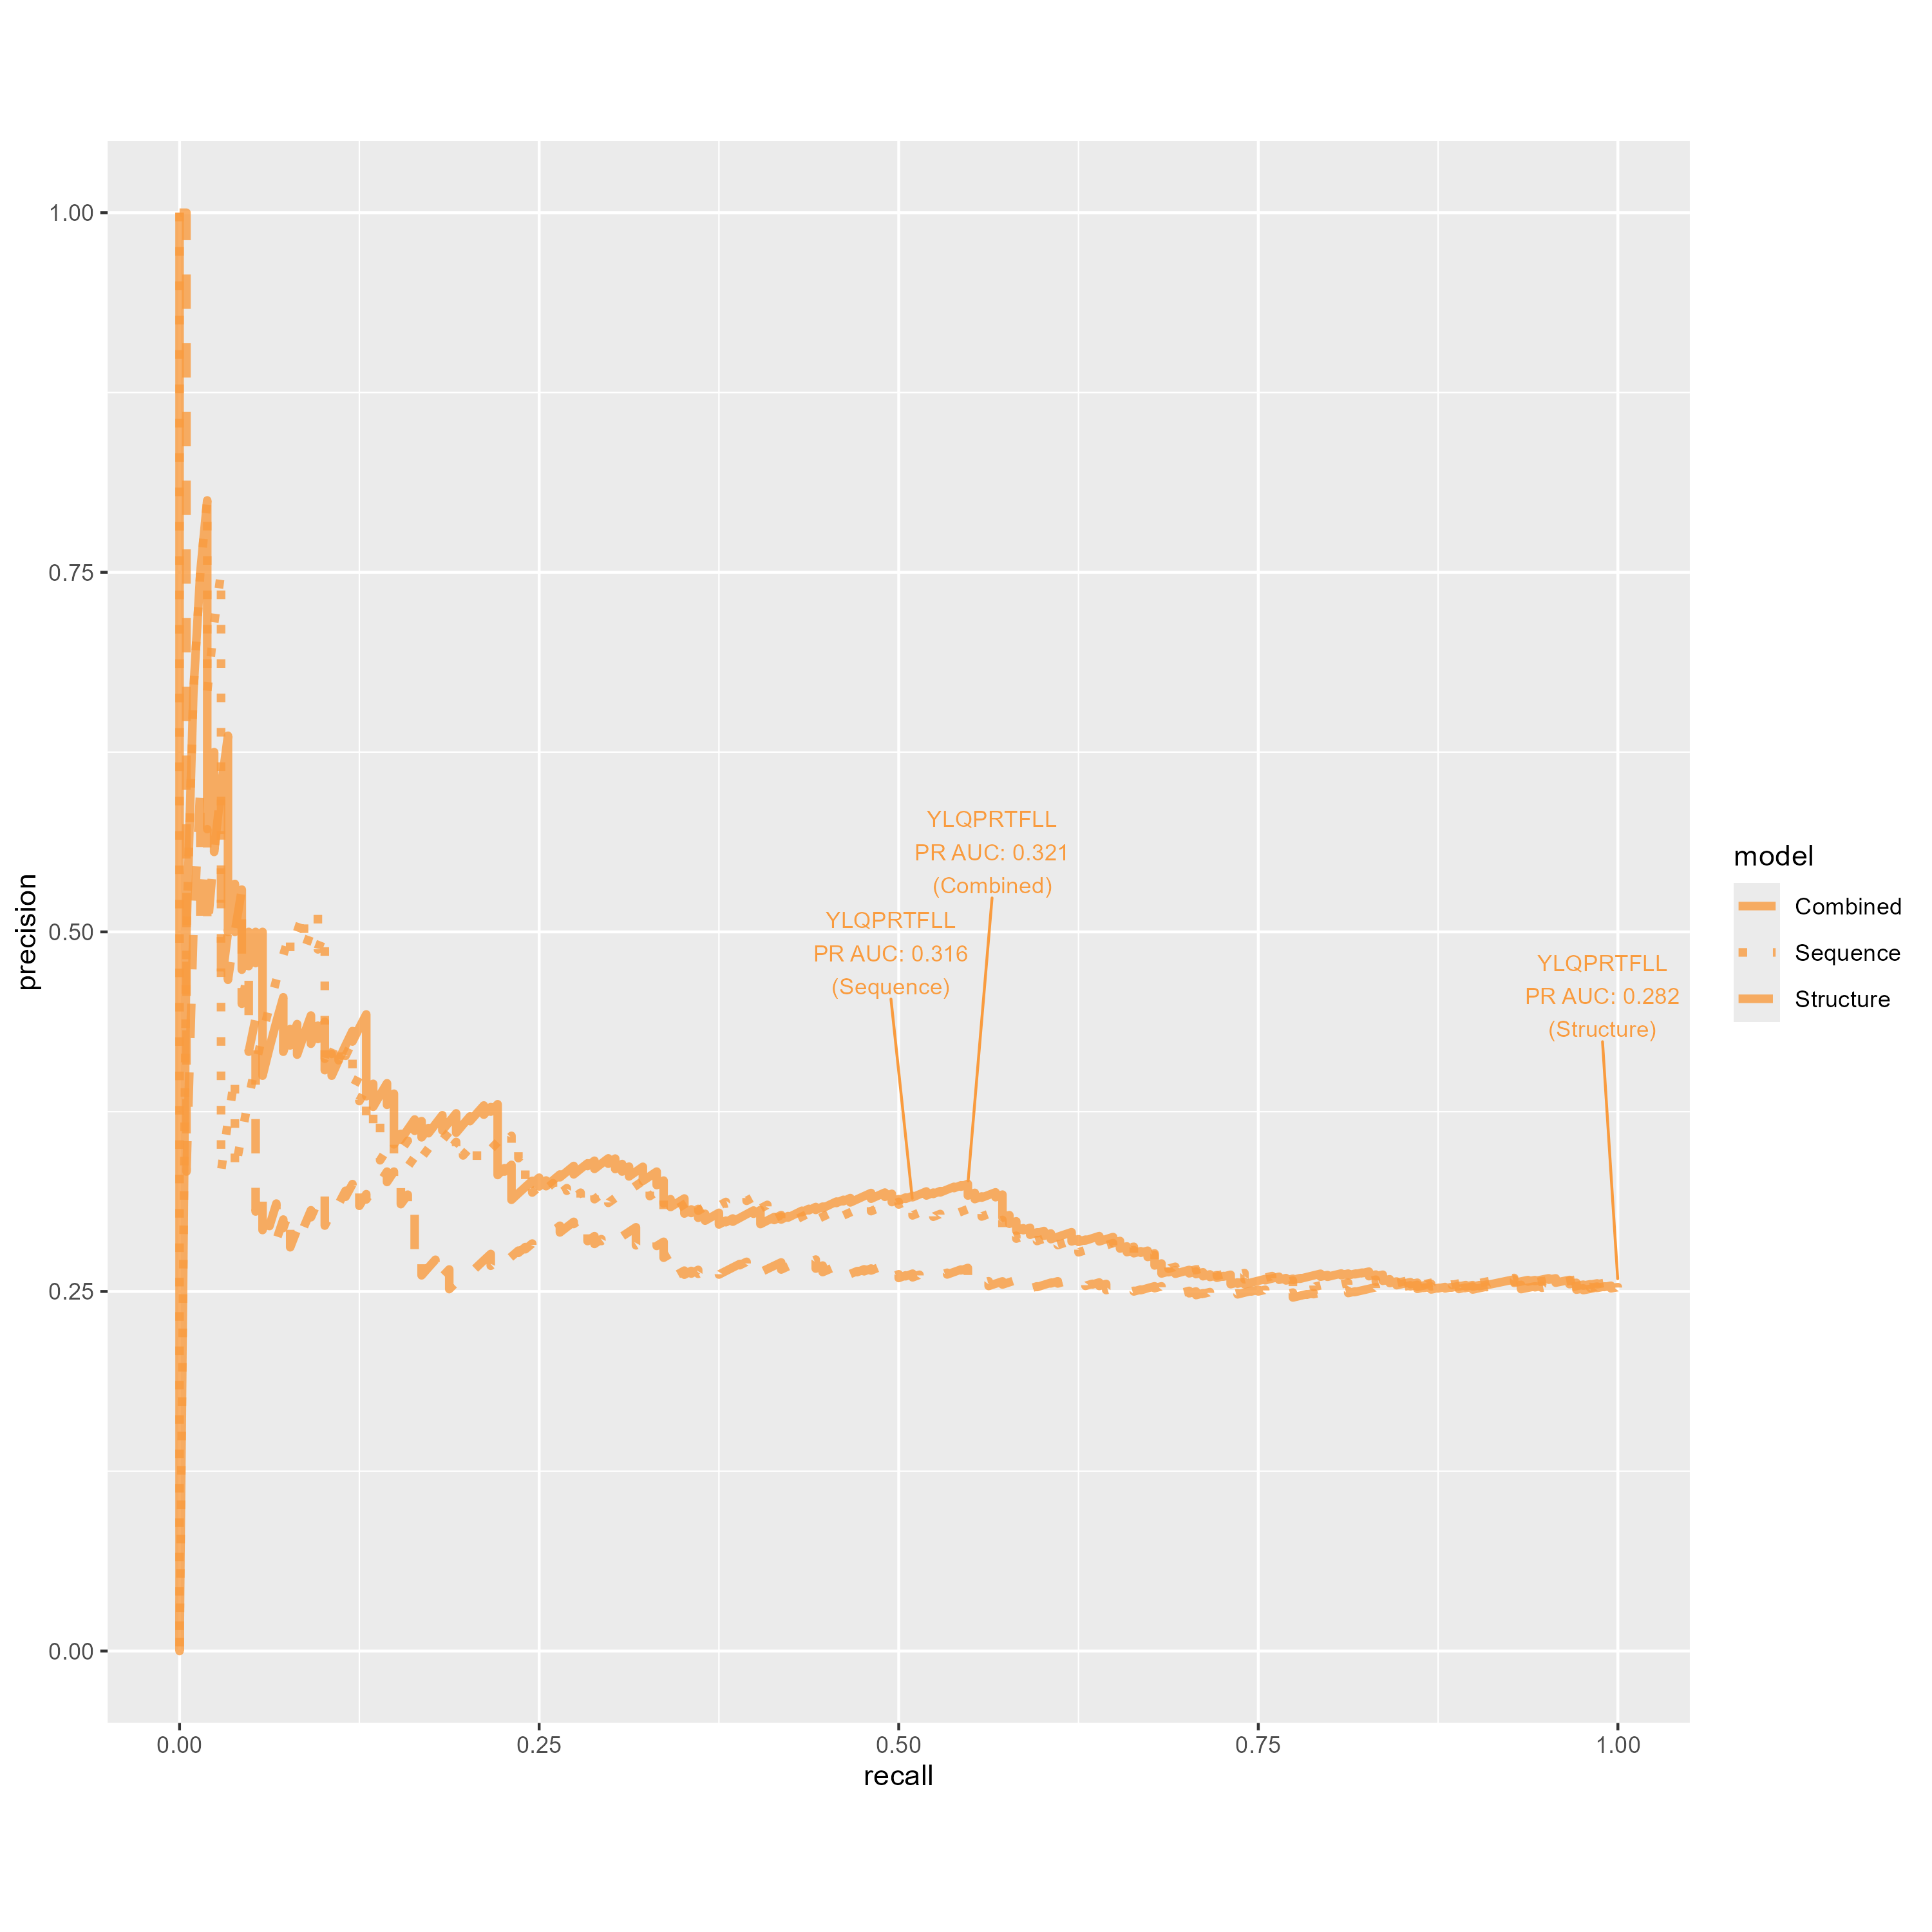 1.00
0.75
0.50
0.25
0.00
precision
YLQPRTFLL
PR AUC: 0.321
(Combined)
YLQPRTFLL
PR AUC: 0.316
(Sequence)
YLQPRTFLL
PR AUC: 0.282
(Structure)
0.00 0.25 0.50 0.75 1.00
recall
model
Combined
Sequence
Structure